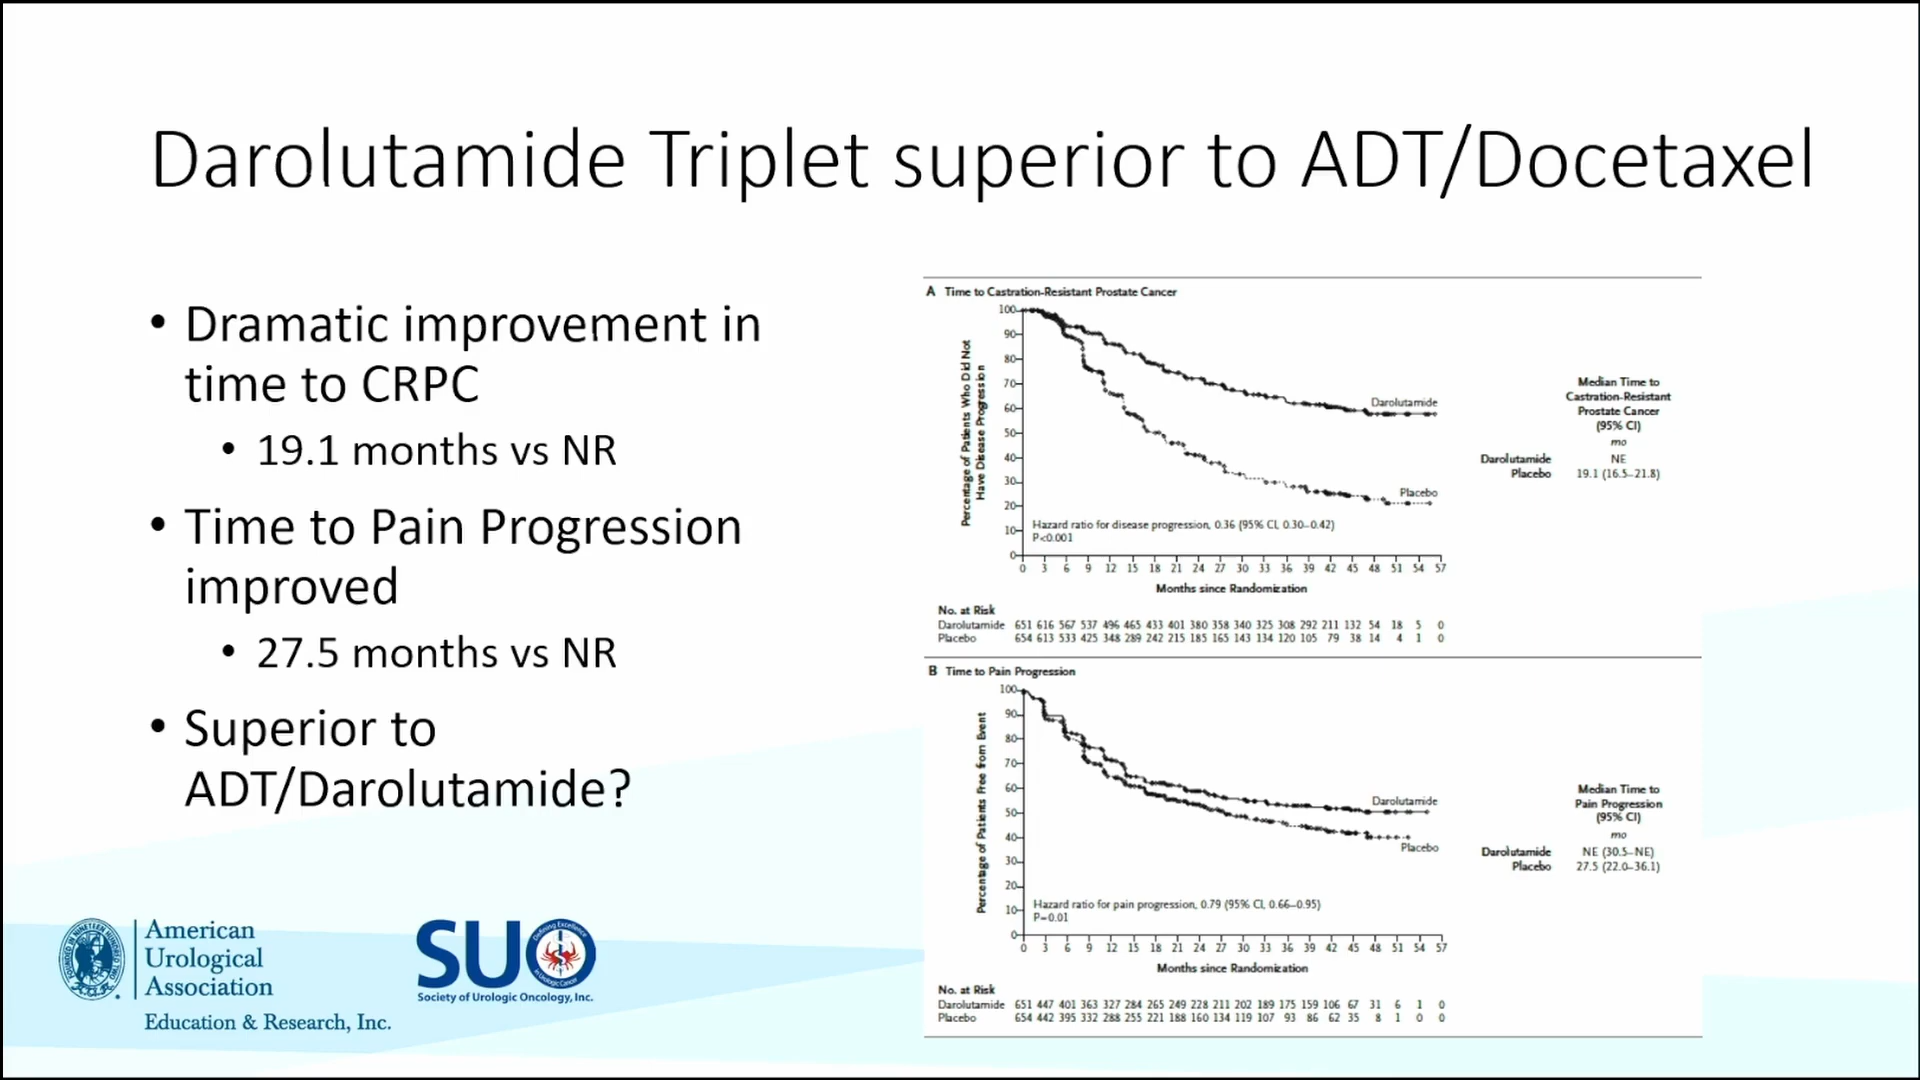 Darolutamide Triplet superior to ADT/Docetaxel
• Dramatic improvement in
time to CRPC
• 19.1 months vs NR
• Time to Pain Progression
improved
• 27.5 months vs NR
• Superior to
ADT/Darolutamide?
A Time to Castration-Resistant Prostate Cancer
Percentage of Patients Who Did Not
Have Disease Progression
100
90
80
70
60
50
40
30
20
10
0
Darolutamide
Placebo
Hazard ratio for disease progression, 0.36 (95% CI, 0.30–0.42)
P<0.001
0 3 6 9 12 15 18 21 24 27 30 33 36 39 42 45 48 51 54 57
Months since Randomization
Median Time to
Castration-Resistant
Prostate Cancer
(95% CI)
mo
Darolutamide NE
Placebo 19.1 (16.5–21.8)
No. at Risk
Darolutamide 651 616 567 537 496 465 433 401 380 358 340 325 308 292 211 132 54 18 5 0
Placebo 654 613 533 425 348 289 242 215 185 165 143 134 120 105 79 38 14 4 1 0
B Time to Pain Progression
Percentage of Patients Free from Event
100
90
80
70
60
50
40
30
20
10
0
Darolutamide
Placebo
Hazard ratio for pain progression, 0.79 (95% CI, 0.66–0.95)
P=0.01
0 3 6 9 12 15 18 21 24 27 30 33 36 39 42 45 48 51 54 57
Months since Randomization
Median Time to
Pain Progression
(95% CI)
mo
Darolutamide NE (30.5–NE)
Placebo 27.5 (22.0–36.1)
No. at Risk
Darolutamide 651 447 401 363 327 284 265 249 228 211 202 189 175 159 106 67 31 6 1 0
Placebo 654 442 395 332 288 255 221 188 160 134 119 107 93 86 62 35 8 1 0 0
American
Urological
Association
Education & Research, Inc.
SUO
Defining Excellence
in Urologic Cancer
Society of Urologic Oncology, Inc.